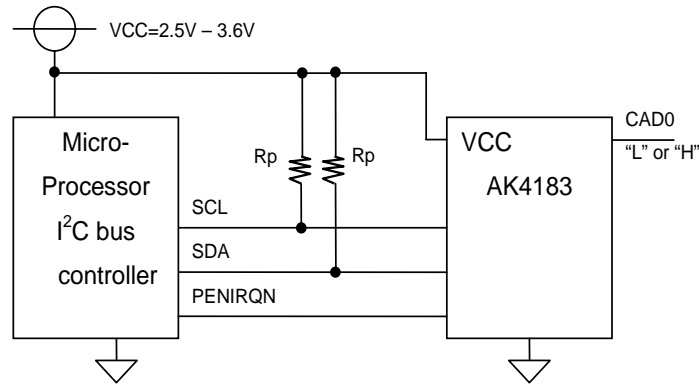 VCC=2.5V – 3.6V
Micro-
Processor
I²C bus
controller
SCL
SDA
PENIRQN
Rp
Rp
VCC
AK4183
CAD0
“L” or “H”